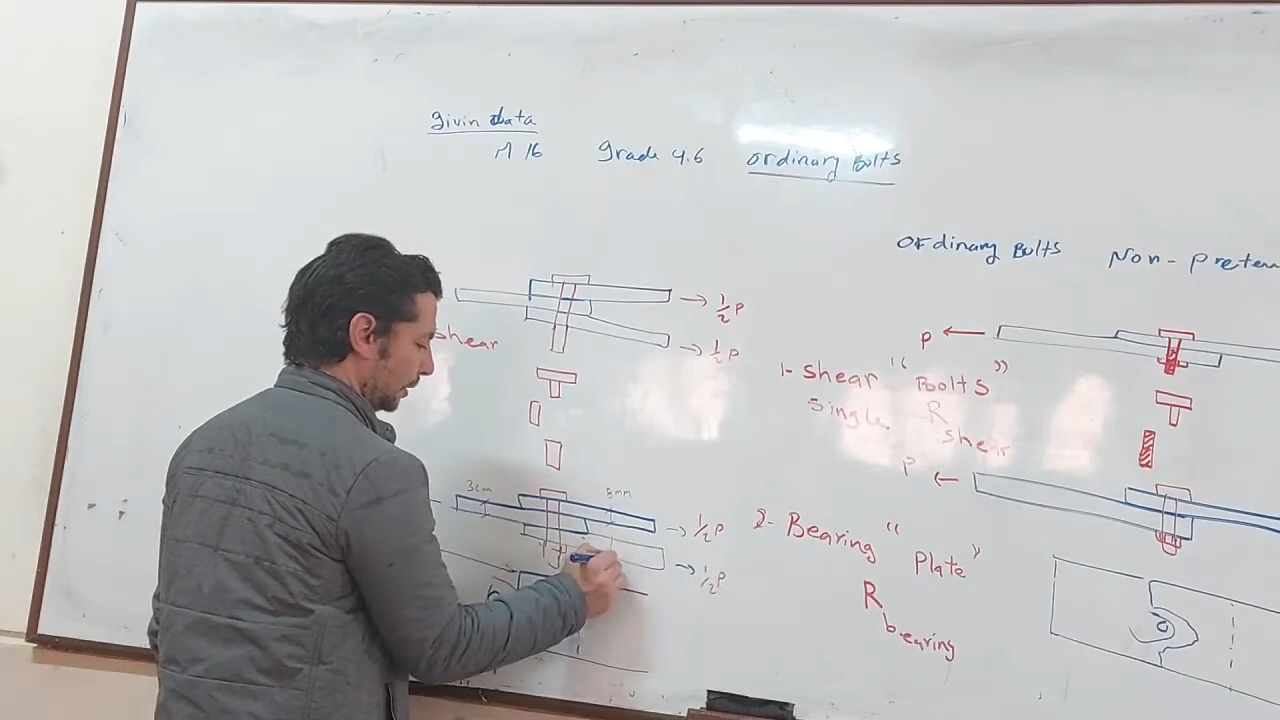 givin data
M 16 grade 4.6 ordinary Bolts
ordinary Bolts Non-preten
→ 1/2 P
→ 1/2 P
shear
P ←
1- shear "Boolts"
single R shear
P ←
3cm 8mm
→ 1/2 P
→ 1/2 P
2- Bearing "Plate"
R bearing